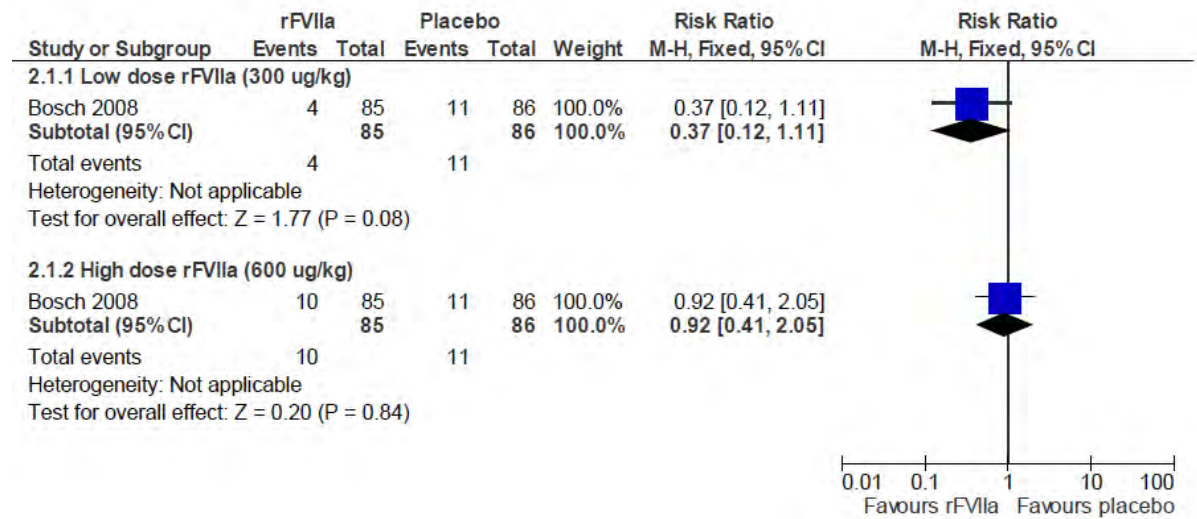 rFVIIa Placebo Risk Ratio Risk Ratio
Study or Subgroup Events Total Events Total Weight M-H, Fixed, 95% CI M-H, Fixed, 95% CI
2.1.1 Low dose rFVIIa (300 ug/kg)
Bosch 2008 4 85 11 86 100.0% 0.37 [0.12, 1.11]
Subtotal (95% CI) 85 86 100.0% 0.37 [0.12, 1.11]
Total events 4 11
Heterogeneity: Not applicable
Test for overall effect: Z = 1.77 (P = 0.08)
2.1.2 High dose rFVIIa (600 ug/kg)
Bosch 2008 10 85 11 86 100.0% 0.92 [0.41, 2.05]
Subtotal (95% CI) 85 86 100.0% 0.92 [0.41, 2.05]
Total events 10 11
Heterogeneity: Not applicable
Test for overall effect: Z = 0.20 (P = 0.84)
0.01 0.1 1 10 100
Favours rFVIIa Favours placebo